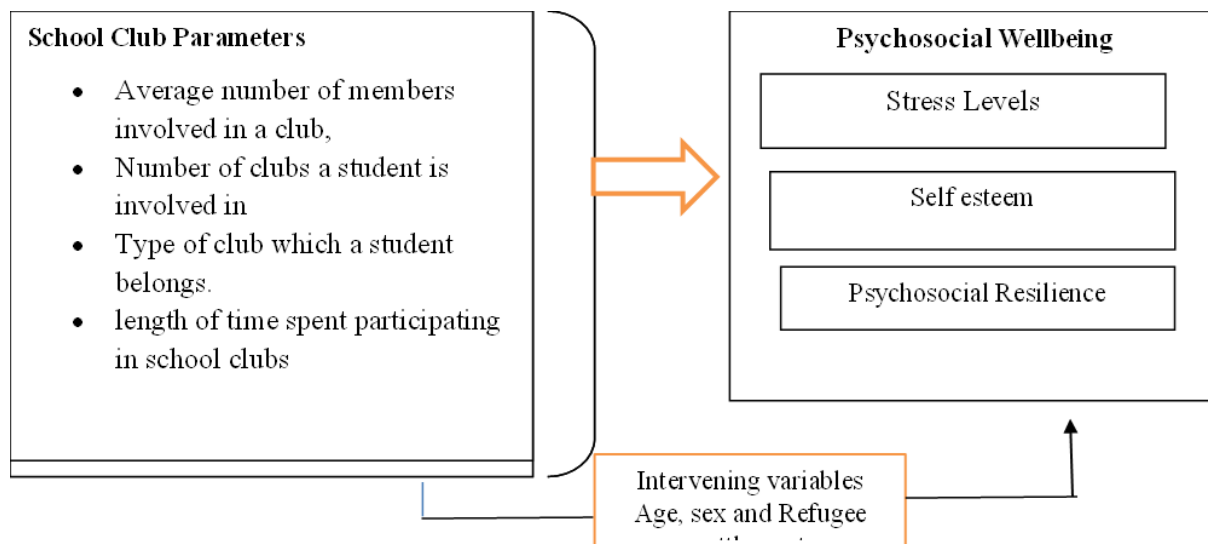 School Club Parameters
• Average number of members
involved in a club,
• Number of clubs a student is
involved in
• Type of club which a student
belongs.
• length of time spent participating
in school clubs
Psychosocial Wellbeing
Stress Levels
Self esteem
Psychosocial Resilience
Intervening variables
Age, sex and Refugee